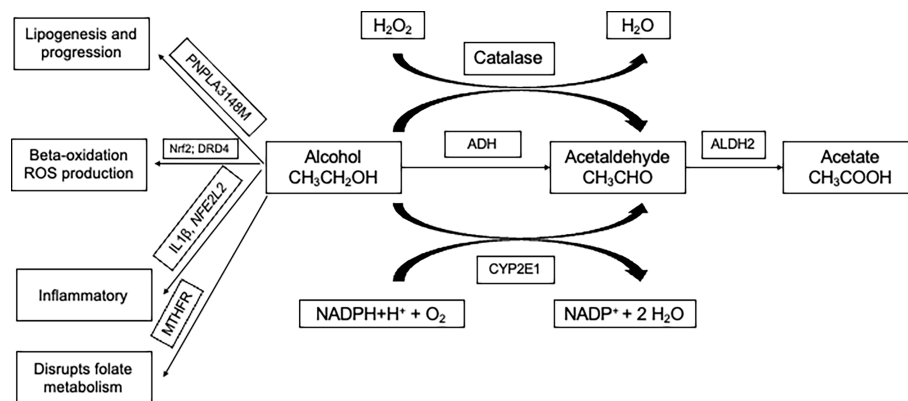 Lipogenesis and
progression
PNPLA3148M
H₂O₂
H₂O
Catalase
Beta-oxidation
ROS production
Nrf2; DRD4
Alcohol
CH₃CH₂OH
ADH
Acetaldehyde
CH₃CHO
ALDH2
Acetate
CH₃COOH
IL1β, NFE2L2
Inflammatory
MTHFR
CYP2E1
NADPH+H⁺ + O₂
NADP⁺ + 2 H₂O
Disrupts folate
metabolism